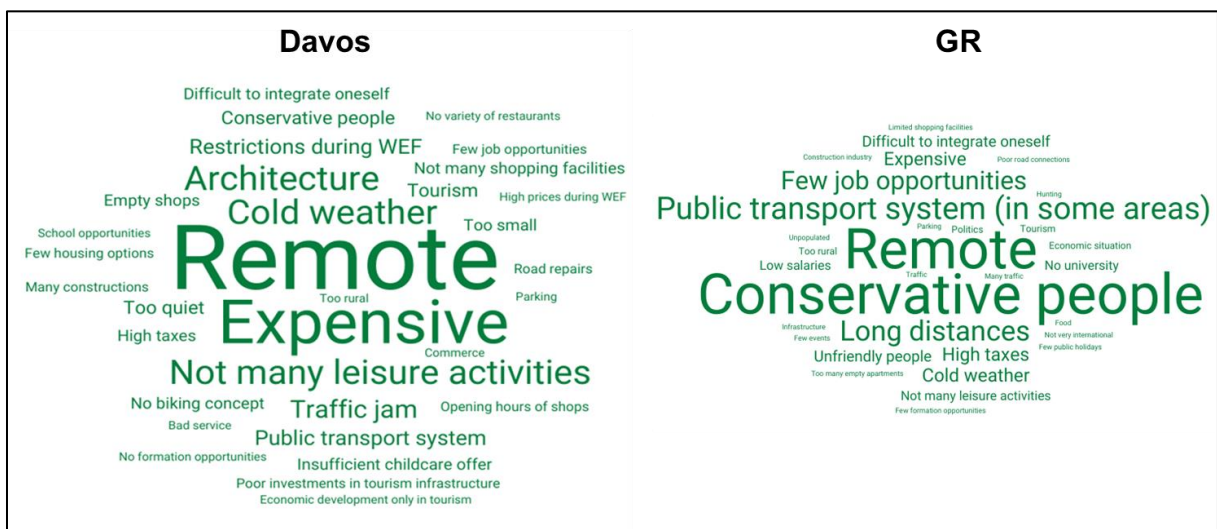 Davos
Difficult to integrate oneself
Conservative people
No variety of restaurants
Restrictions during WEF
Few job opportunities
Architecture
Not many shopping facilities
Tourism
Empty shops
High prices during WEF
Cold weather
Too small
School opportunities
Remote
Few housing options
Road repairs
Many constructions
Too rural
Parking
Too quiet
Expensive
High taxes
Commerce
Not many leisure activities
No biking concept
Traffic jam
Opening hours of shops
Bad service
Public transport system
No formation opportunities
Insufficient childcare offer
Poor investments in tourism infrastructure
Economic development only in tourism
GR
Limited shopping facilities
Difficult to integrate oneself
Construction industry
Expensive
Poor road connections
Few job opportunities
Hunting
Public transport system (in some areas)
Parking
Politics
Tourism
Unpopulated
Remote
Economic situation
Too rural
Low salaries
No university
Traffic
Many traffic
Conservative people
Infrastructure
Long distances
Food
Few events
Not very international
Unfriendly people
High taxes
Few public holidays
Too many empty apartments
Cold weather
Not many leisure activities
Few formation opportunities